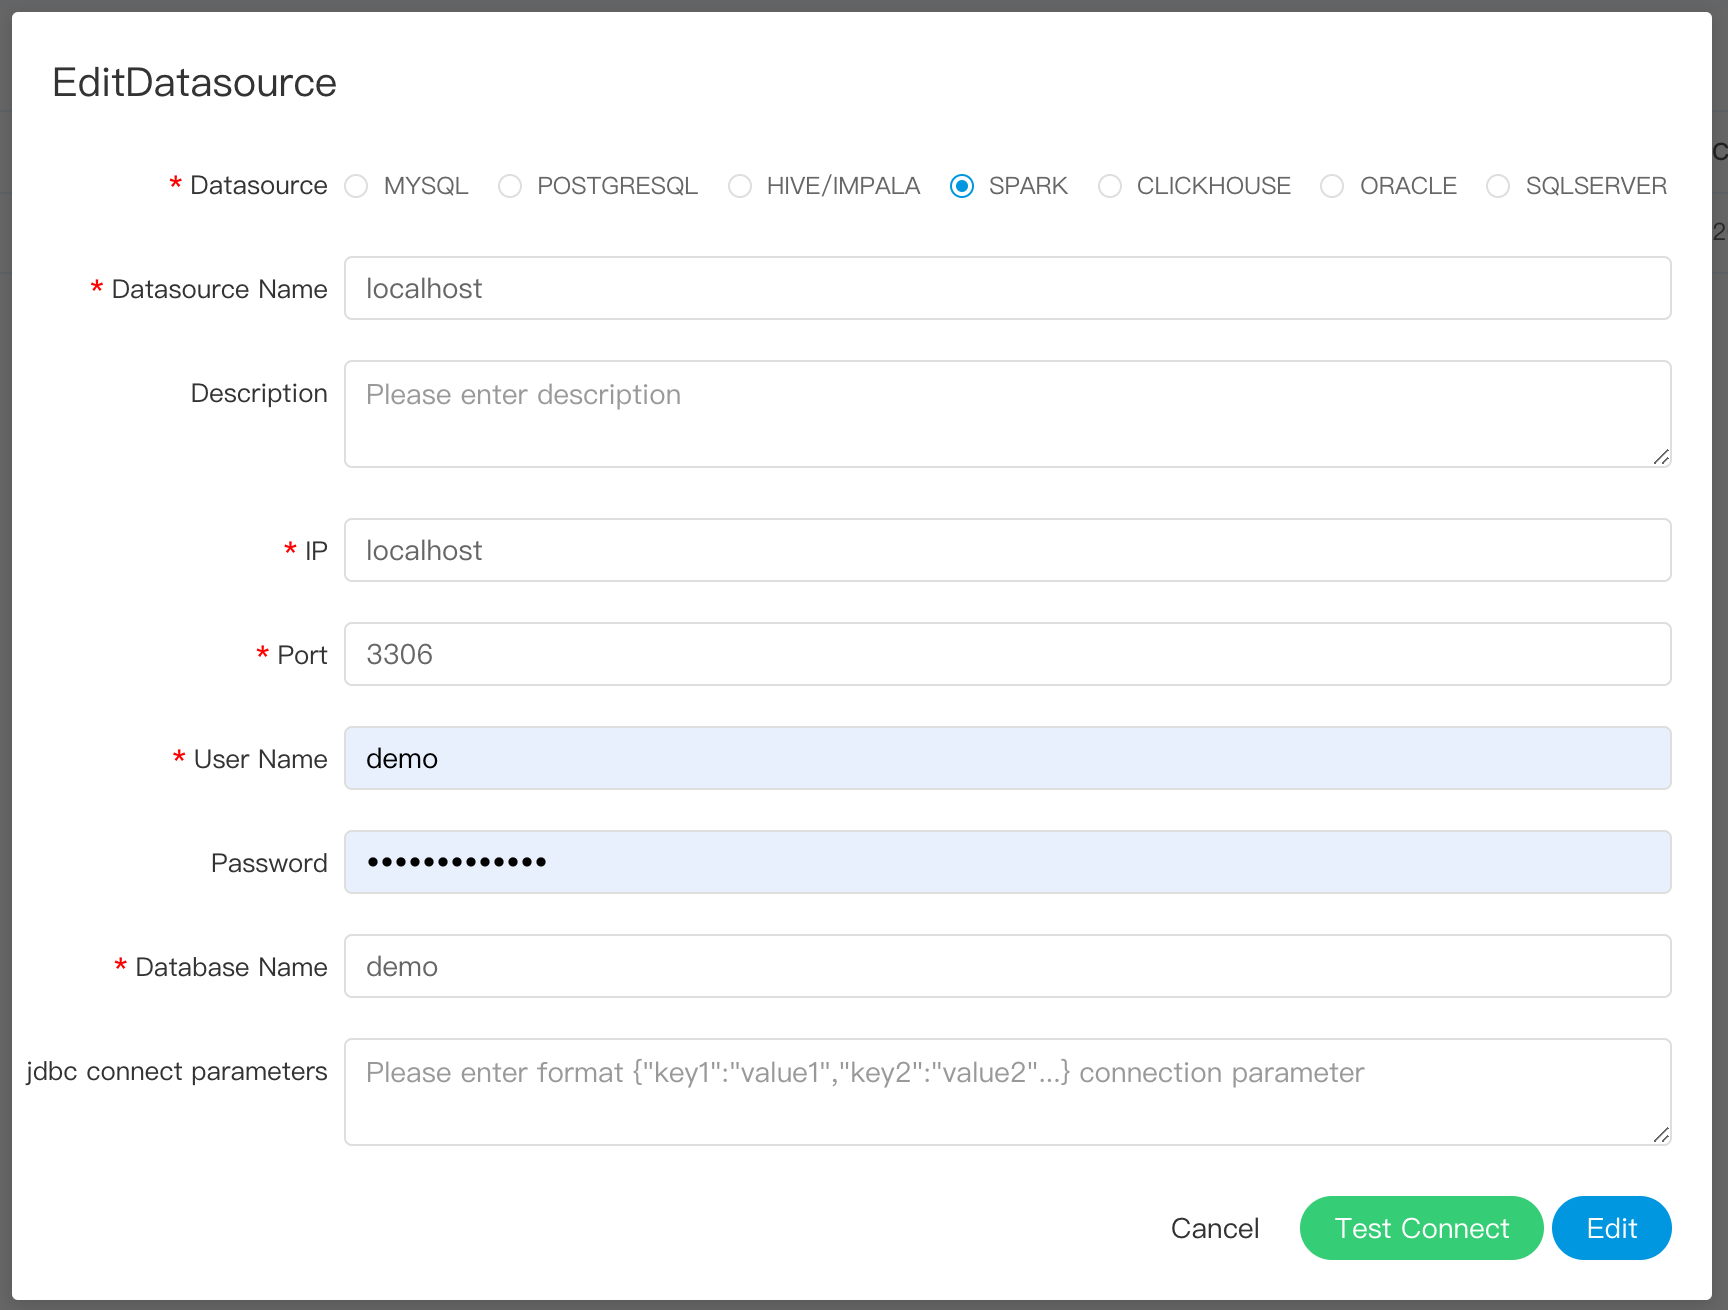 EditDatasource
* Datasource MYSQL POSTGRESQL HIVE/IMPALA SPARK CLICKHOUSE ORACLE SQLSERVER
* Datasource Name localhost
Description Please enter description
* IP localhost
* Port 3306
* User Name demo
Password •••••••••••••
* Database Name demo
jdbc connect parameters Please enter format {"key1":"value1","key2":"value2"...} connection parameter
Cancel Test Connect Edit